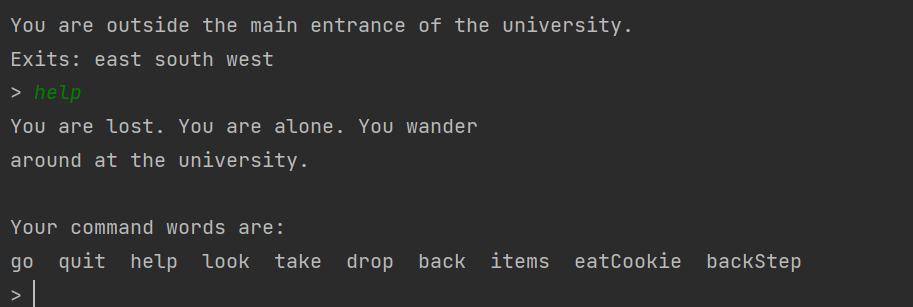 You are outside the main entrance of the university.
Exits: east south west
> help
You are lost. You are alone. You wander
around at the university.
Your command words are:
go  quit  help  look  take  drop  back  items  eatCookie  backStep
>